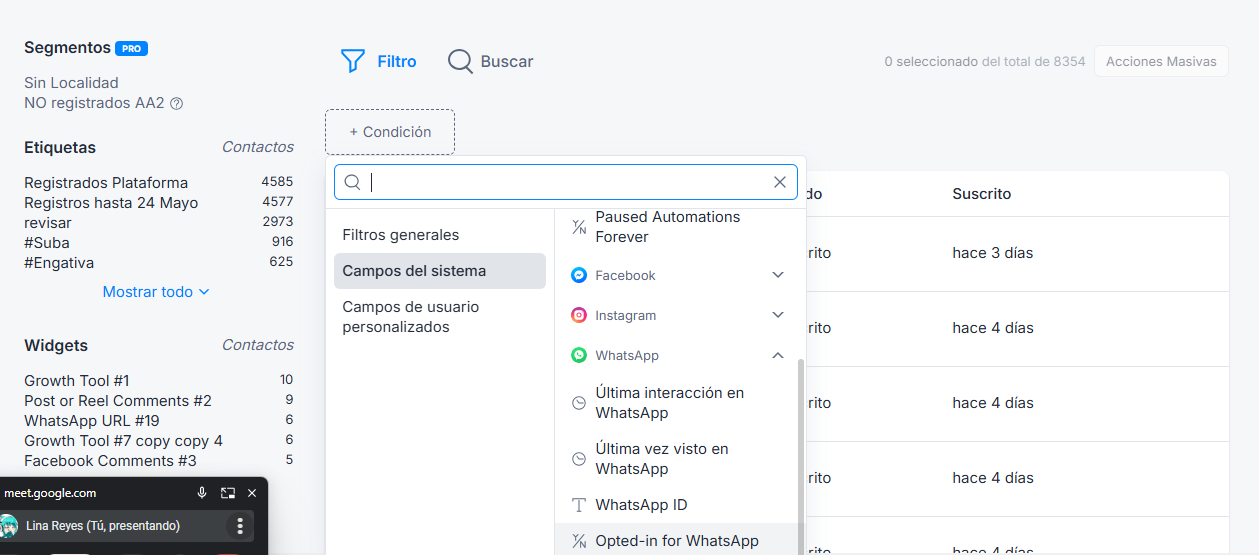 Segmentos PRO
Sin Localidad
NO registrados AA2
Etiquetas Contactos
Registrados Plataforma 4585
Registros hasta 24 Mayo 4577
revisar 2973
#Suba 916
#Engativa 625
Mostrar todo
Widgets Contactos
Growth Tool #1 10
Post or Reel Comments #2 9
WhatsApp URL #19 6
Growth Tool #7 copy copy 4 6
Facebook Comments #3 5
meet.google.com
Lina Reyes (Tú, presentando)
Filtro Buscar
0 seleccionado del total de 8354 Acciones Masivas
+ Condición
Filtros generales
Campos del sistema
Campos de usuario
personalizados
Paused Automations
Forever
Facebook
Instagram
WhatsApp
Última interacción en
WhatsApp
Última vez visto en
WhatsApp
WhatsApp ID
Opted-in for WhatsApp
do Suscrito
rito hace 3 días
rito hace 4 días
rito hace 4 días
rito hace 4 días
rito hace 4 días